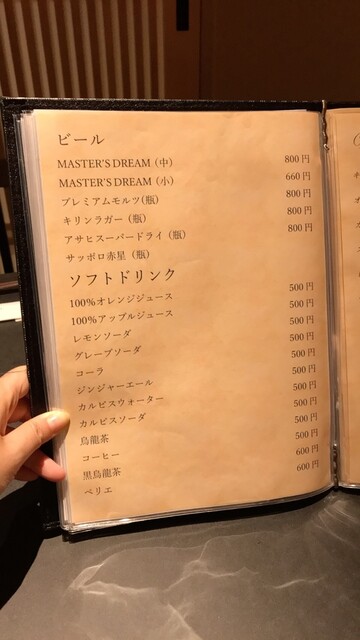 ビール
MASTER'S DREAM（中） 800円
MASTER'S DREAM（小） 660円
プレミアムモルツ(瓶) 800円
キリンラガー（瓶） 800円
アサヒスーパードライ（瓶） 800円
サッポロ赤星（瓶）
ソフトドリンク
100%オレンジジュース 500円
100%アップルジュース 500円
レモンソーダ 500円
グレープソーダ 500円
コーラ 500円
ジンジャーエール 500円
カルピスウォーター 500円
カルピスソーダ 500円
烏龍茶 500円
コーヒー 500円
黒烏龍茶 600円
ペリエ 600円